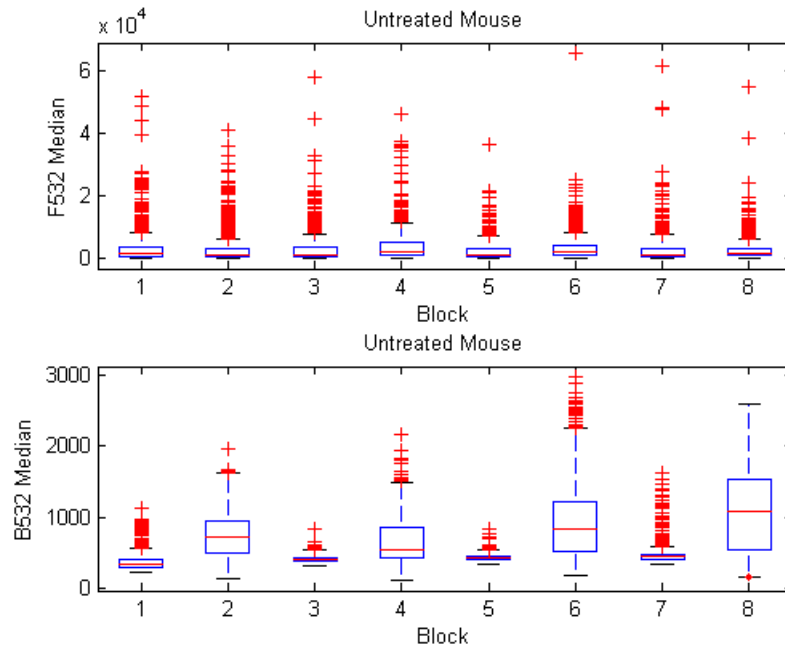 Untreated Mouse
x 10^4
6
4
2
0
F532 Median
1 2 3 4 5 6 7 8
Block
Untreated Mouse
3000
2000
1000
0
B532 Median
1 2 3 4 5 6 7 8
Block